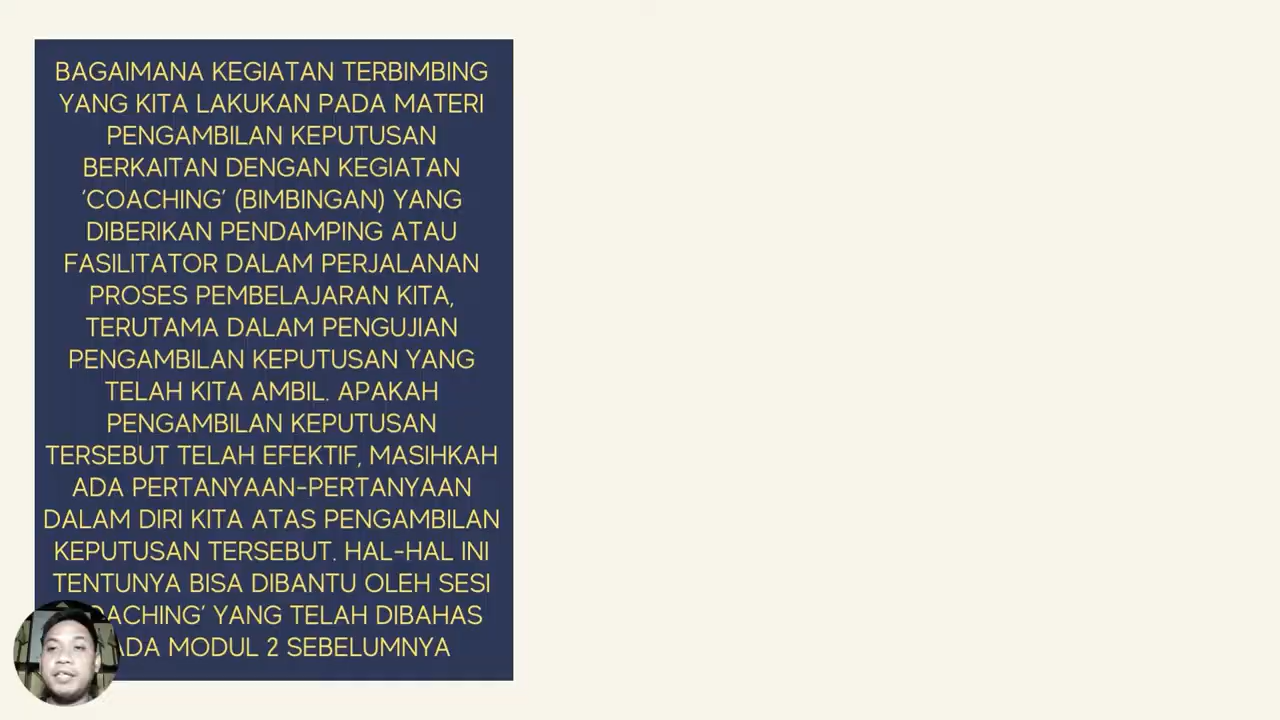 BAGAIMANA KEGIATAN TERBIMBING
YANG KITA LAKUKAN PADA MATERI
PENGAMBILAN KEPUTUSAN
BERKAITAN DENGAN KEGIATAN
‘COACHING’ (BIMBINGAN) YANG
DIBERIKAN PENDAMPING ATAU
FASILITATOR DALAM PERJALANAN
PROSES PEMBELAJARAN KITA,
TERUTAMA DALAM PENGUJIAN
PENGAMBILAN KEPUTUSAN YANG
TELAH KITA AMBIL. APAKAH
PENGAMBILAN KEPUTUSAN
TERSEBUT TELAH EFEKTIF, MASIHKAH
ADA PERTANYAAN-PERTANYAAN
DALAM DIRI KITA ATAS PENGAMBILAN
KEPUTUSAN TERSEBUT. HAL-HAL INI
TENTUNYA BISA DIBANTU OLEH SESI
YANG TELAH DIBAHAS
MODUL 2 SEBELUMNYA